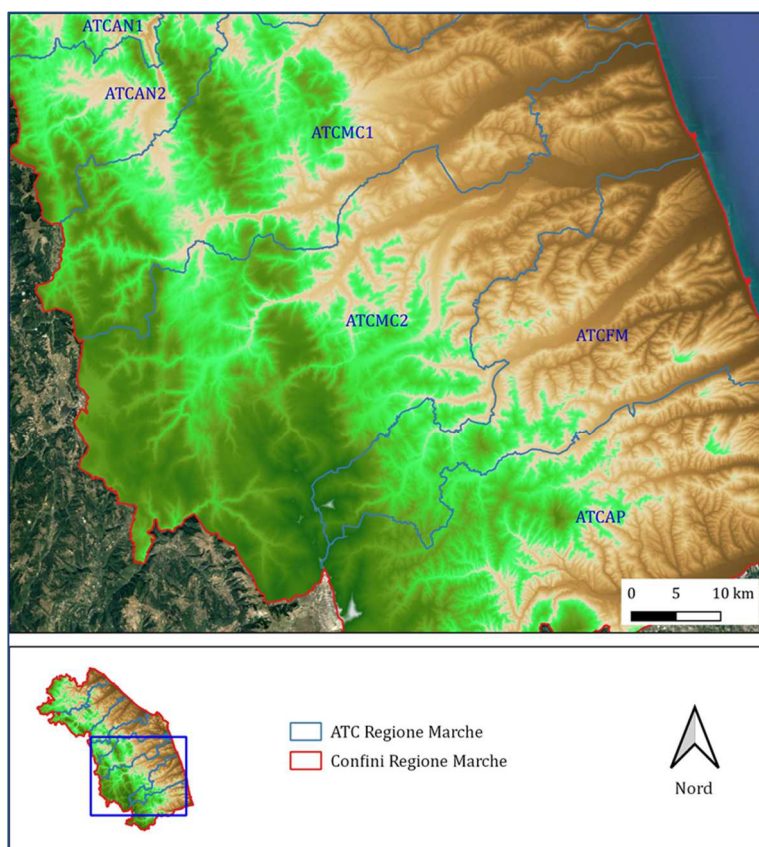 ATCAN1
ATCAN2
ATCMC1
ATCMC2
ATCFM
ATCAP
0 5 10 km
ATC Regione Marche
Confini Regione Marche
Nord